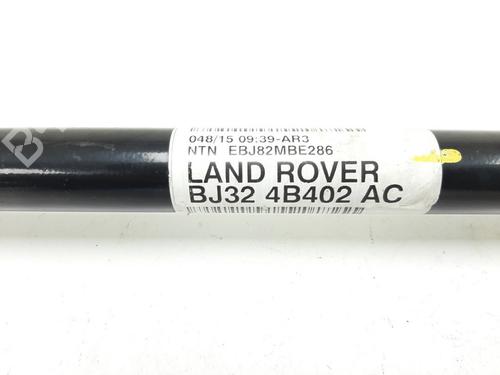 048/15 09:39-AR3
NTN EBJ82MBE286
LAND ROVER
BJ32 4B402 AC